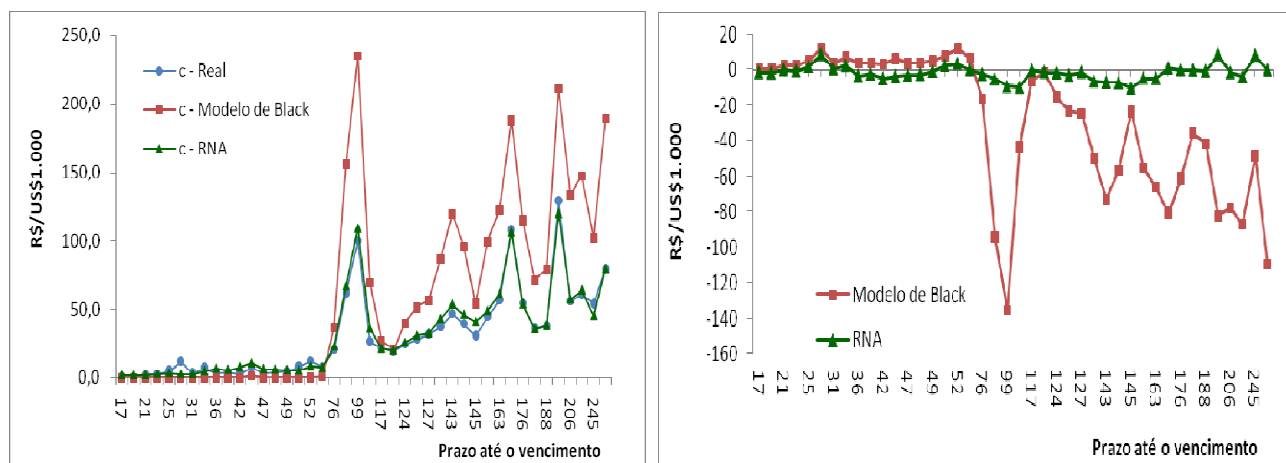 250,0
200,0
150,0
100,0
50,0
0,0
R$/US$1.000
c - Real
c - Modelo de Black
c - RNA
17 21 25 31 36 42 47 49 52 76 99 117 124 127 143 145 163 176 188 206 245
Prazo até o vencimento
20
0
-20
-40
-60
-80
-100
-120
-140
-160
R$/US$1.000
Modelo de Black
RNA
17 21 25 31 36 42 47 49 52 76 99 117 124 127 143 145 163 176 188 206 245
Prazo até o vencimento